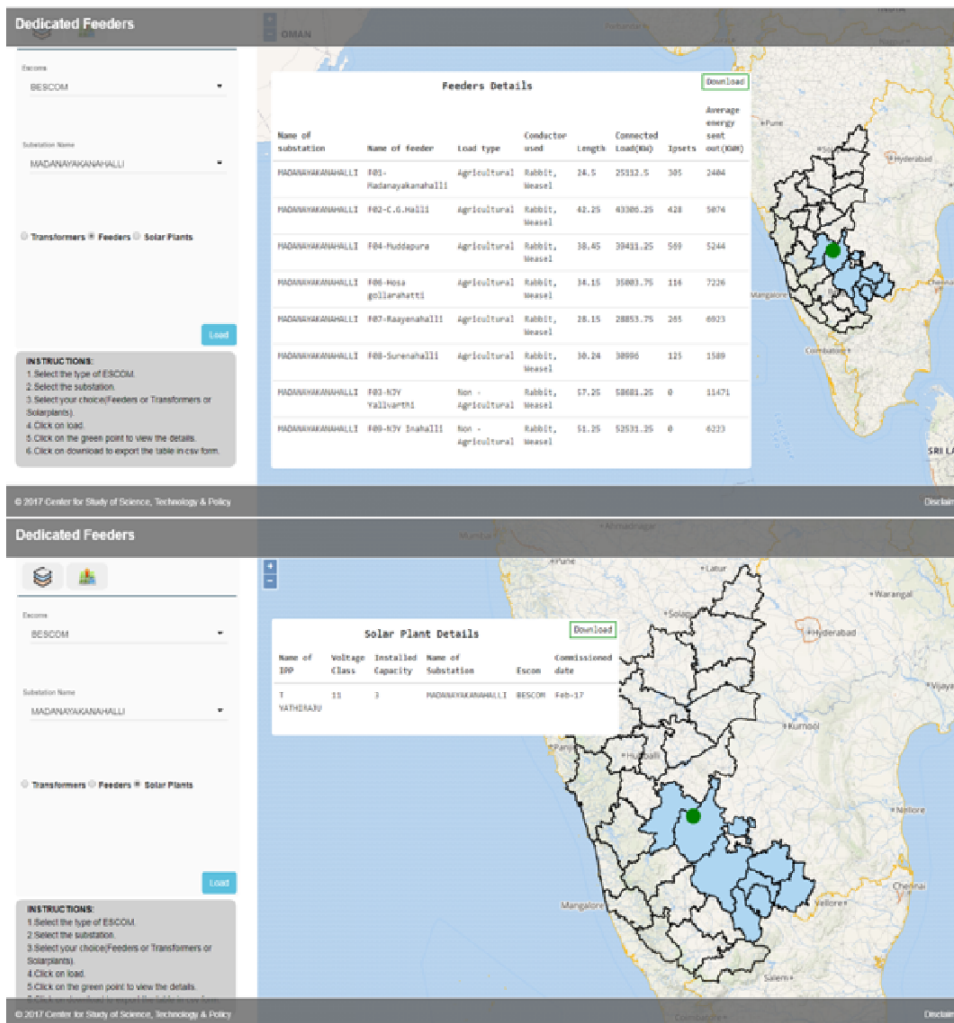 Dedicated Feeders
OMAN
Escoms
BESCOM
Substation Name
MADANAYAKANAHALLI
Transformers Feeders Solar Plants
Load
INSTRUCTIONS:
1.Select the type of ESCOM.
2.Select the substation.
3.Select your choice(Feeders or Transformers or
Solarplants).
4.Click on load.
5.Click on the green point to view the details.
6.Click on download to export the table in csv form.
Feeders Details
Download
Name of substation Name of feeder Load type Conductor used Length Connected Load(KW) Ipsets Average energy sent out(KWH)
MADANAYAKANAHALLI F01-Madanayakanahalli Agricultural Rabbit, Weasel 24.5 25112.5 305 2404
MADANAYAKANAHALLI F02-C.G.Halli Agricultural Rabbit, Weasel 42.25 43306.25 428 5074
MADANAYAKANAHALLI F04-Muddapura Agricultural Rabbit, Weasel 38.45 39411.25 569 5244
MADANAYAKANAHALLI F06-Hosa gollarahatti Agricultural Rabbit, Weasel 34.15 35003.75 116 7226
MADANAYAKANAHALLI F07-Raayenahalli Agricultural Rabbit, Weasel 28.15 28853.75 265 6923
MADANAYAKANAHALLI F08-Surenahalli Agricultural Rabbit, Weasel 30.24 30996 125 1589
MADANAYAKANAHALLI F03-NJY Yallvarthi Non - Agricultural Rabbit, Weasel 57.25 58681.25 0 11471
MADANAYAKANAHALLI F09-NJY Inahalli Non - Agricultural Rabbit, Weasel 51.25 52531.25 0 6223
Pune
Hyderabad
Mangalore
Chennai
Coimbatore
SRI LA
© 2017 Center for Study of Science, Technology & Policy
Disclaim
Dedicated Feeders
Escoms
BESCOM
Substation Name
MADANAYAKANAHALLI
Transformers Feeders Solar Plants
Load
INSTRUCTIONS:
1.Select the type of ESCOM.
2.Select the substation.
3.Select your choice(Feeders or Transformers or
Solarplants).
4.Click on load.
5.Click on the green point to view the details.
Solar Plant Details
Download
Name of IPP Voltage Class Installed Capacity Name of Substation Escom Commissioned date
T YATHIRAJU 11 3 MADANAYAKANAHALLI BESCOM Feb-17
Ahmadnagar
Pune
Latur
Warangal
Solapur
Hyderabad
Vijaya
Kurnool
Panji
Hubballi
Nellore
Chennai
Mangalore
Vellore
Salem
Coimbatore
© 2017 Center for Study of Science, Technology & Policy
Disclaim